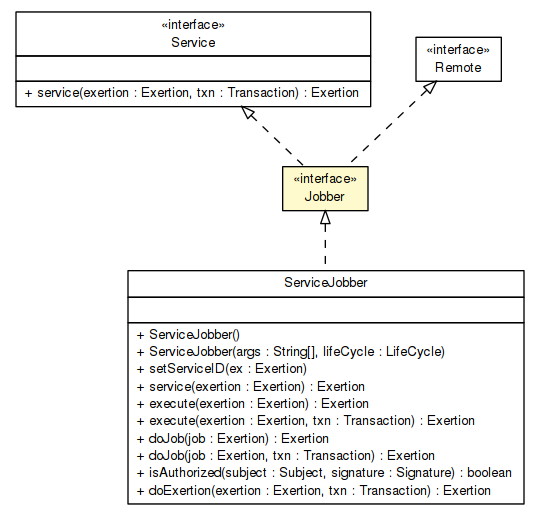 «interface»
Service
+ service(exertion : Exertion, txn : Transaction) : Exertion
«interface»
Remote
«interface»
Jobber
ServiceJobber
+ ServiceJobber()
+ ServiceJobber(args : String[], lifeCycle : LifeCycle)
+ setServiceID(ex : Exertion)
+ service(exertion : Exertion) : Exertion
+ execute(exertion : Exertion) : Exertion
+ execute(exertion : Exertion, txn : Transaction) : Exertion
+ doJob(job : Exertion) : Exertion
+ doJob(job : Exertion, txn : Transaction) : Exertion
+ isAuthorized(subject : Subject, signature : Signature) : boolean
+ doExertion(exertion : Exertion, txn : Transaction) : Exertion